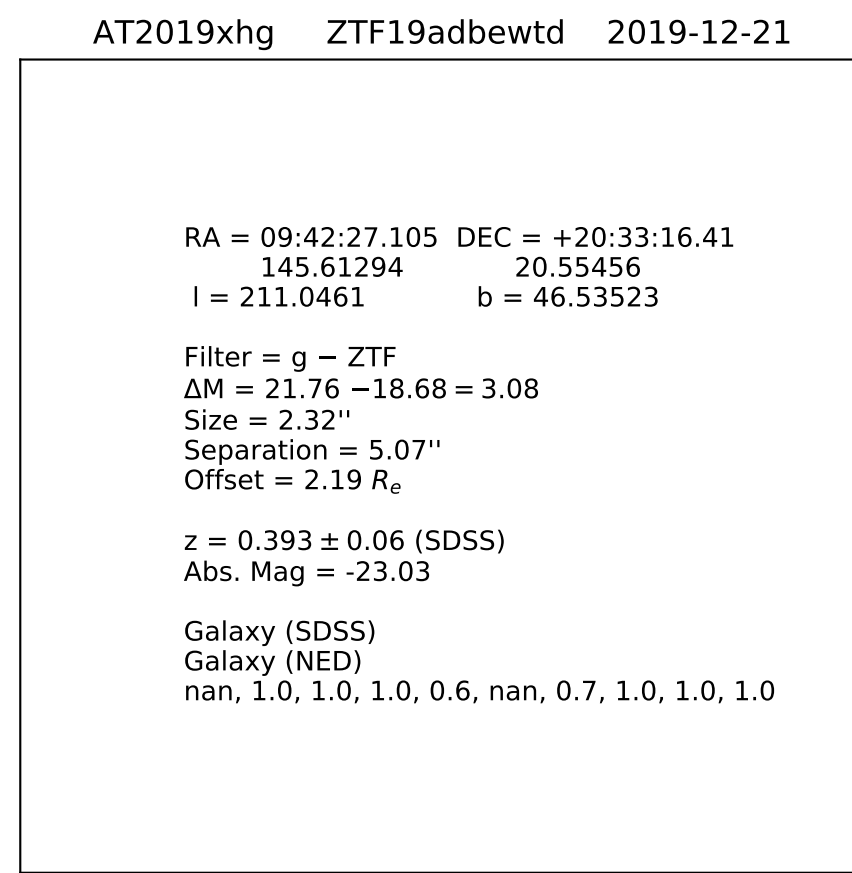 AT2019xhg ZTF19adbewtd 2019-12-21
RA = 09:42:27.105 DEC = +20:33:16.41
145.61294 20.55456
l = 211.0461 b = 46.53523
Filter = g − ZTF
ΔM = 21.76 −18.68 = 3.08
Size = 2.32''
Separation = 5.07''
Offset = 2.19 Re
z = 0.393 ± 0.06 (SDSS)
Abs. Mag = -23.03
Galaxy (SDSS)
Galaxy (NED)
nan, 1.0, 1.0, 1.0, 0.6, nan, 0.7, 1.0, 1.0, 1.0